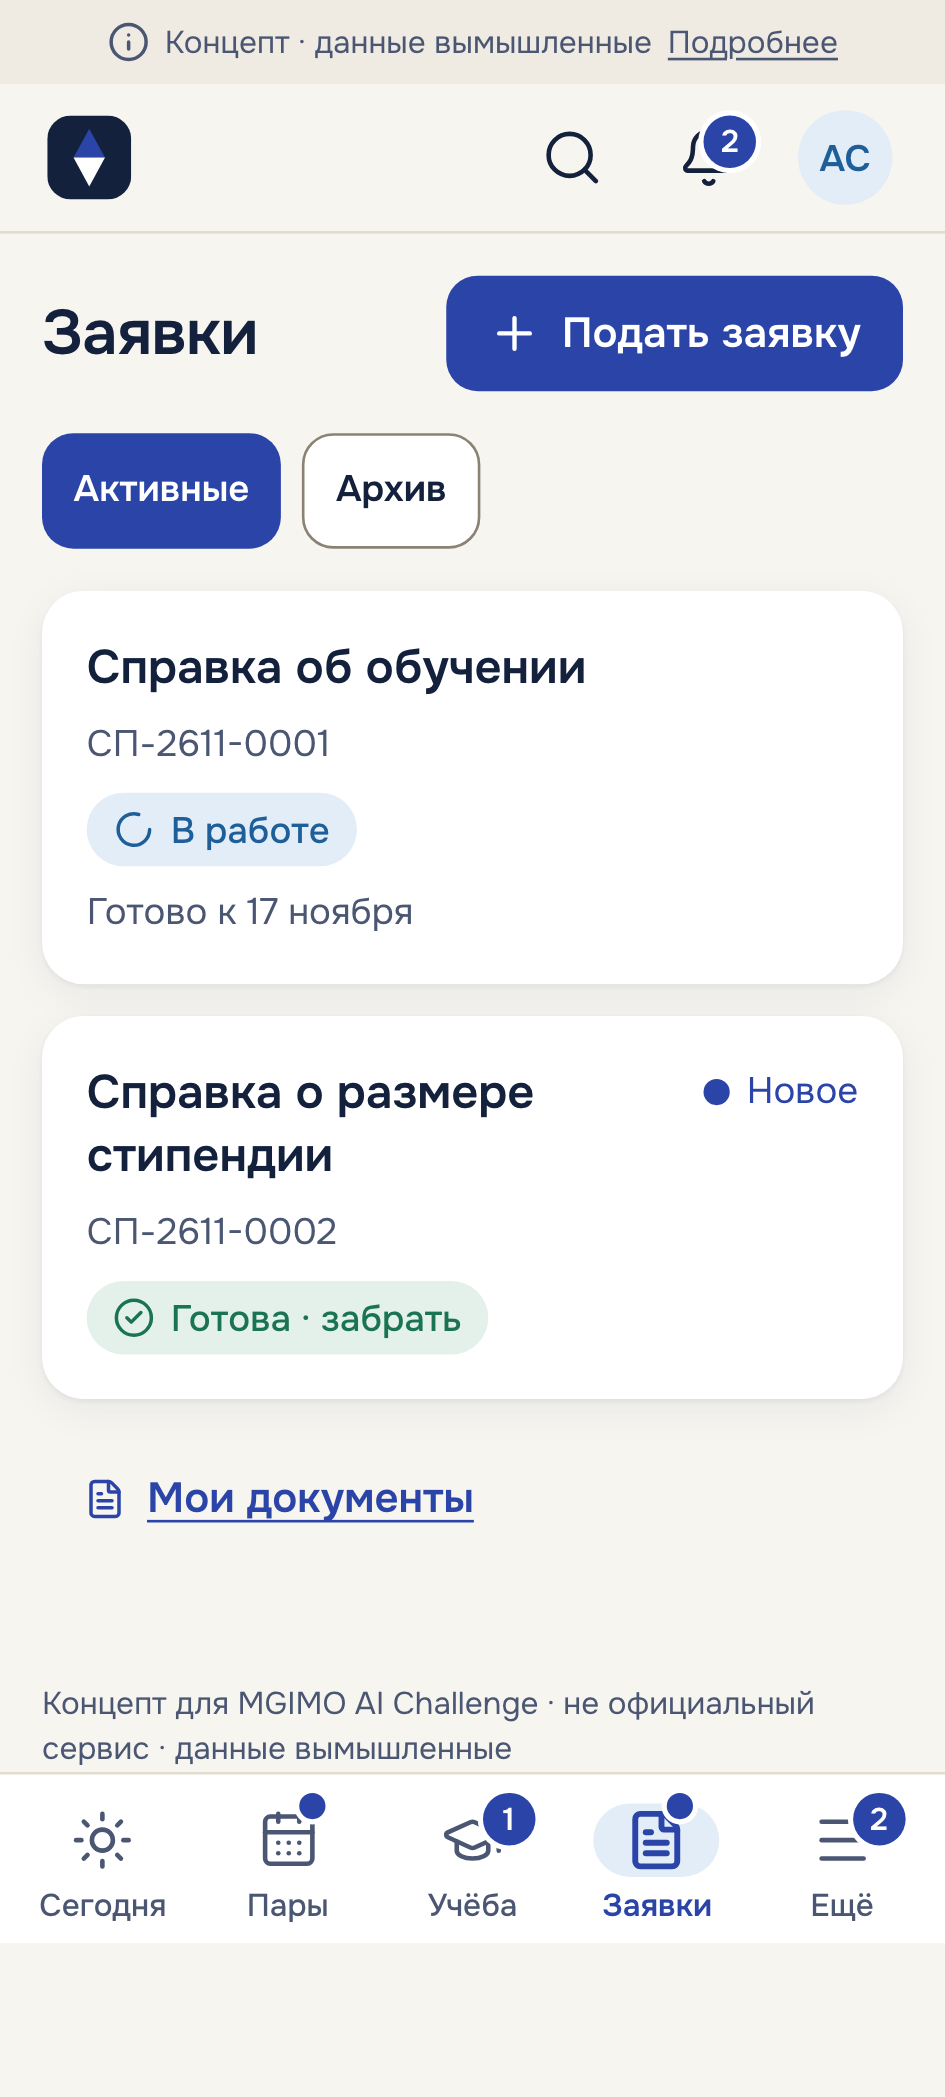 Концепт · данные вымышленные Подробнее
2
АС
Заявки
Подать заявку
Активные
Архив
Справка об обучении
СП-2611-0001
В работе
Готово к 17 ноября
Справка о размере
стипендии
Новое
СП-2611-0002
Готова · забрать
Мои документы
Концепт для MGIMO AI Challenge · не официальный
сервис · данные вымышленные
1
2
Сегодня
Пары
Учёба
Заявки
Ещё